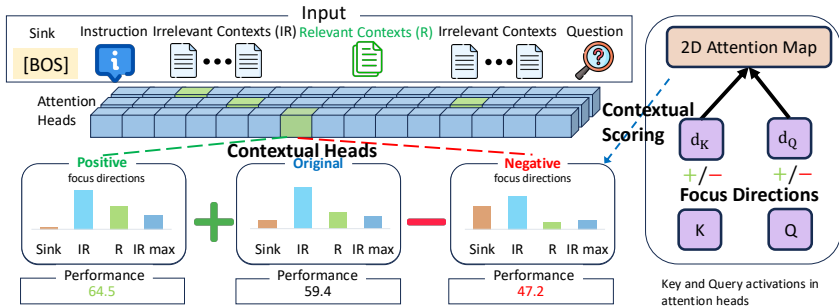 Input
Sink
Instruction
Irrelevant Contexts (IR)
Relevant Contexts (R)
Irrelevant Contexts
Question
[BOS]
Attention
Heads
Contextual Heads
Contextual
Scoring
Positive
focus directions
Sink IR R IR max
Original
Sink IR R IR max
Negative
focus directions
Sink IR R IR max
Performance
64.5
Performance
59.4
Performance
47.2
2D Attention Map
dK
dQ
+/−
+/−
Focus Directions
K
Q
Key and Query activations in
attention heads